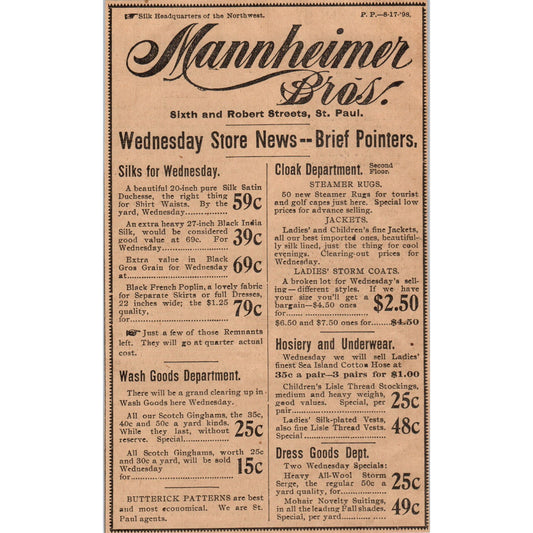 ☞ Silk Headquarters of the Northwest.
P. P.—8-17-'98.
Mannheimer
Bros.
Sixth and Robert Streets, St. Paul.
Wednesday Store News--Brief Pointers,
Silks for Wednesday.
A beautiful 20-inch pure Silk Satin
Duchesse, the right thing
for Shirt Waists. By the
yard, Wednesday............... 59c
An extra heavy 27-inch Black India
Silk, would be considered
good value at 69c. For
Wednesday.................. 39c
Extra value in Black
Gros Grain for Wednesday
at.......................... 69c
Black French Poplin, a lovely fabric
for Separate Skirts or full Dresses,
22 inches wide; the $1.25
quality,
for.......................... 79c
☞ Just a few of those Remnants
left. They will go at quarter actual
cost.
Wash Goods Department.
There will be a grand clearing up in
Wash Goods here Wednesday.
All our Scotch Ginghams, the 35c,
40c and 50c a yard kinds.
While they last, without
reserve. Special............ 25c
All Scotch Ginghams, worth 25c
and 30c a yard, will be sold
Wednesday
for.......................... 15c
BUTTERICK PATTERNS are best
and most economical. We are St.
Paul agents.
Cloak Department. Second
Floor.
STEAMER RUGS.
50 new Steamer Rugs for tourist
and golf capes just here. Special low
prices for advance selling.
JACKETS.
Ladies' and Children's fine Jackets,
all our best imported ones, beautiful-
ly silk lined, just the thing for cool
evenings. Clearing-out prices for
Wednesday.
LADIES' STORM COATS.
A broken lot for Wednesday's sell-
ing—different styles. If we have
your size you'll get a
bargain—$4.50 ones
for.................... $2.50
$6.50 and $7.50 ones for........$4.50
Hosiery and Underwear.
Wednesday we will sell Ladies'
finest Sea Island Cotton Hose at
35c a pair—3 pairs for $1.00
Children's Lisle Thread Stockings,
medium and heavy weights,
good values. Special, per
pair........................ 25c
Ladies' Silk-plated Vests,
also fine Lisle Thread Vests.
Special..................... 48c
Dress Goods Dept.
Two Wednesday Specials:
Heavy All-Wool Storm
Serge, the regular 50c a
yard quality, for............ 25c
Mohair Novelty Suitings,
in all the leading Fall shades.
Special, per yard........... 49c